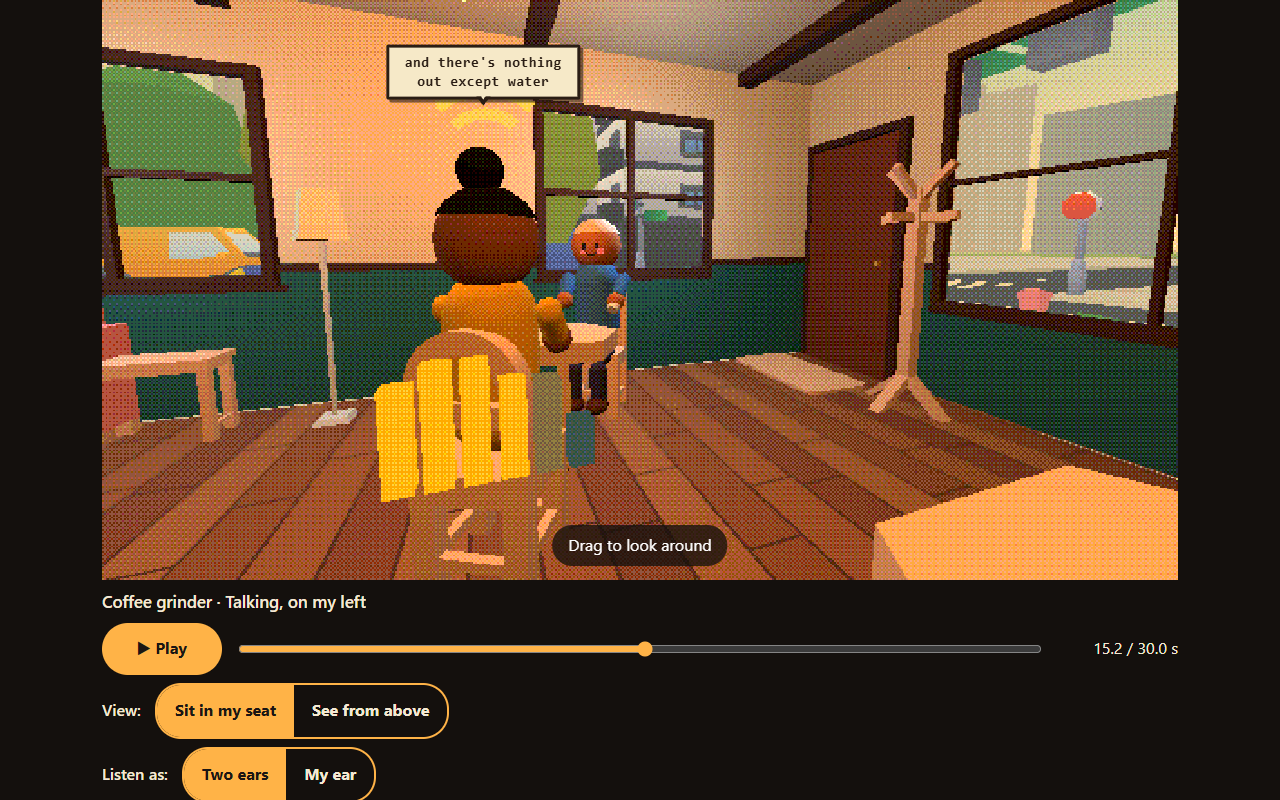 and there's nothing
out except water
Drag to look around
Coffee grinder · Talking, on my left
▶ Play
15.2 / 30.0 s
View:
Sit in my seat
See from above
Listen as:
Two ears
My ear